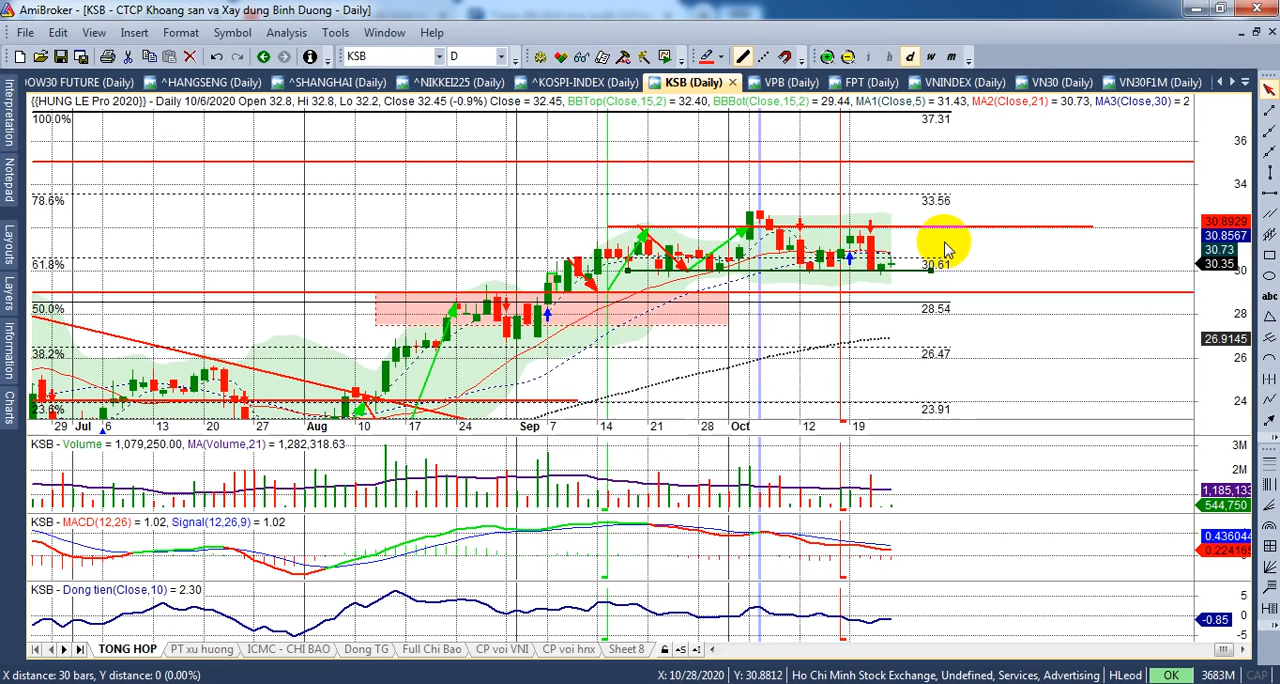 AmiBroker - [KSB - CTCP Khoang san va Xay dung Binh Duong - Daily]
File Edit View Insert Format Symbol Analysis Tools Window Help
KSB D i h d w m
OW30 FUTURE (Daily) ^HANGSENG (Daily) ^SHANGHAI (Daily) ^NIKKEI225 (Daily) ^KOSPI-INDEX (Daily) KSB (Daily) VPB (Daily) FPT (Daily) VNINDEX (Daily) VN30 (Daily) VN30F1M (Daily)
{{HUNG LE Pro 2020}} - Daily 10/6/2020 Open 32.8, Hi 32.8, Lo 32.2, Close 32.45 (-0.9%) Close = 32.45, BBTop(Close,15,2) = 32.40, BBBot(Close,15,2) = 29.44, MA1(Close,5) = 31.43, MA2(Close,21) = 30.73, MA3(Close,30) = 2
Interpretation
Notepad
Layouts
Layers
Information
Charts
100.0% 37.31
36
34
78.6% 33.56
30.8929
30.8567
30.73
61.8% 30.61
30.35
30
50.0% 28.54
28
26.9145
38.2% 26.47
26
24
23.6% 23.91
29 Jul 6 13 20 27 Aug 10 17 24 Sep 7 14 21 28 Oct 12 19
KSB - Volume = 1,079,250.00, MA(Volume,21) = 1,282,318.63
3M
2M
1,185,133
544,750
KSB - MACD(12,26) = 1.02, Signal(12,26,9) = 1.02
0.436044
0.224165
KSB - Dong tien(Close,10) = 2.30
5
0
-0.85
-5
TONG HOP PT xu huong ICMC - CHI BAO Dong TG Full Chi Bao CP voi VNI CP voi hnx Sheet 8
X distance: 30 bars, Y distance: 0 (0.00%) X: 10/28/2020 Y: 30.8812 Ho Chi Minh Stock Exchange, Undefined, Services, Advertising HLeod OK 3683M CAP
abc